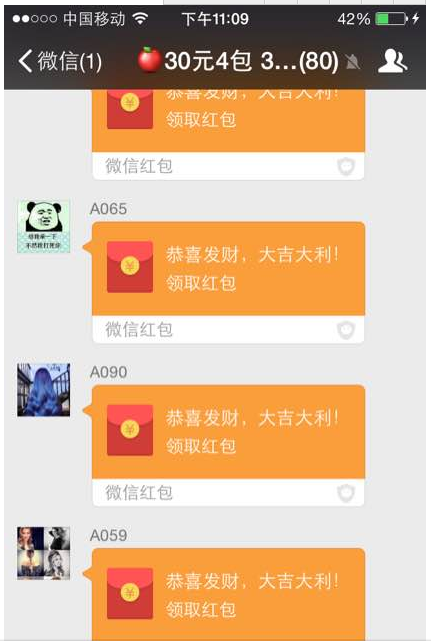 中国移动 下午11:09 42%
微信(1) 30元4包 3...(80)
恭喜发财，大吉大利！
领取红包
微信红包
A065
恭喜发财，大吉大利！
领取红包
微信红包
A090
恭喜发财，大吉大利！
领取红包
微信红包
A059
恭喜发财，大吉大利！
领取红包